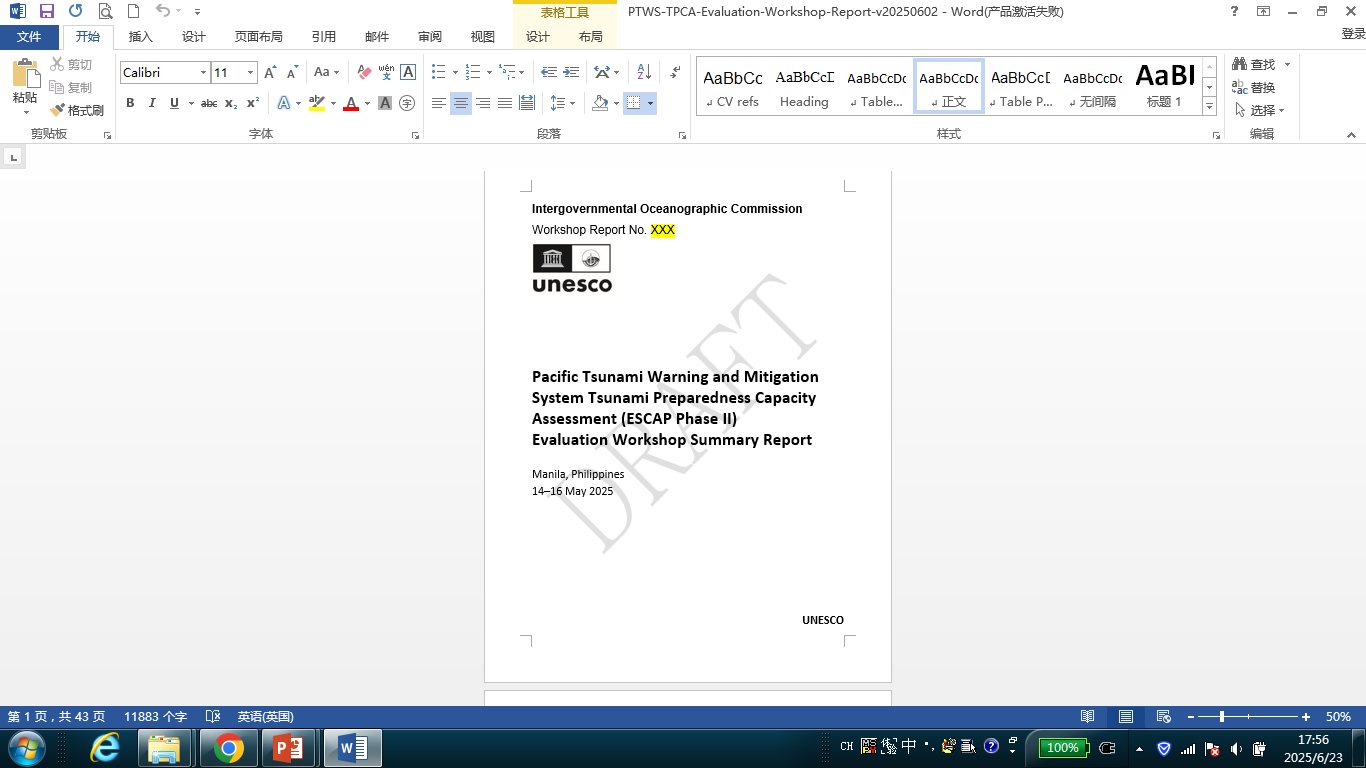 表格工具
PTWS-TPCA-Evaluation-Workshop-Report-v20250602 - Word(产品激活失败)
文件 开始 插入 设计 页面布局 引用 邮件 审阅 视图 设计 布局 登录
粘贴 剪切 复制 格式刷
Calibri 11
AaBbCc AaBbCcD AaBbCcDc AaBbCcDc AaBbCcD AaBbCcDc AaBl
CV refs Heading Table... 正文 Table P... 无间隔 标题 1
查找 替换 选择
剪贴板 字体 段落 样式 编辑
Intergovernmental Oceanographic Commission
Workshop Report No. XXX
unesco
DRAFT
Pacific Tsunami Warning and Mitigation
System Tsunami Preparedness Capacity
Assessment (ESCAP Phase II)
Evaluation Workshop Summary Report
Manila, Philippines
14–16 May 2025
UNESCO
第 1 页，共 43 页 11883 个字 英语(英国) 50%
CH 中 100% 17:56
2025/6/23